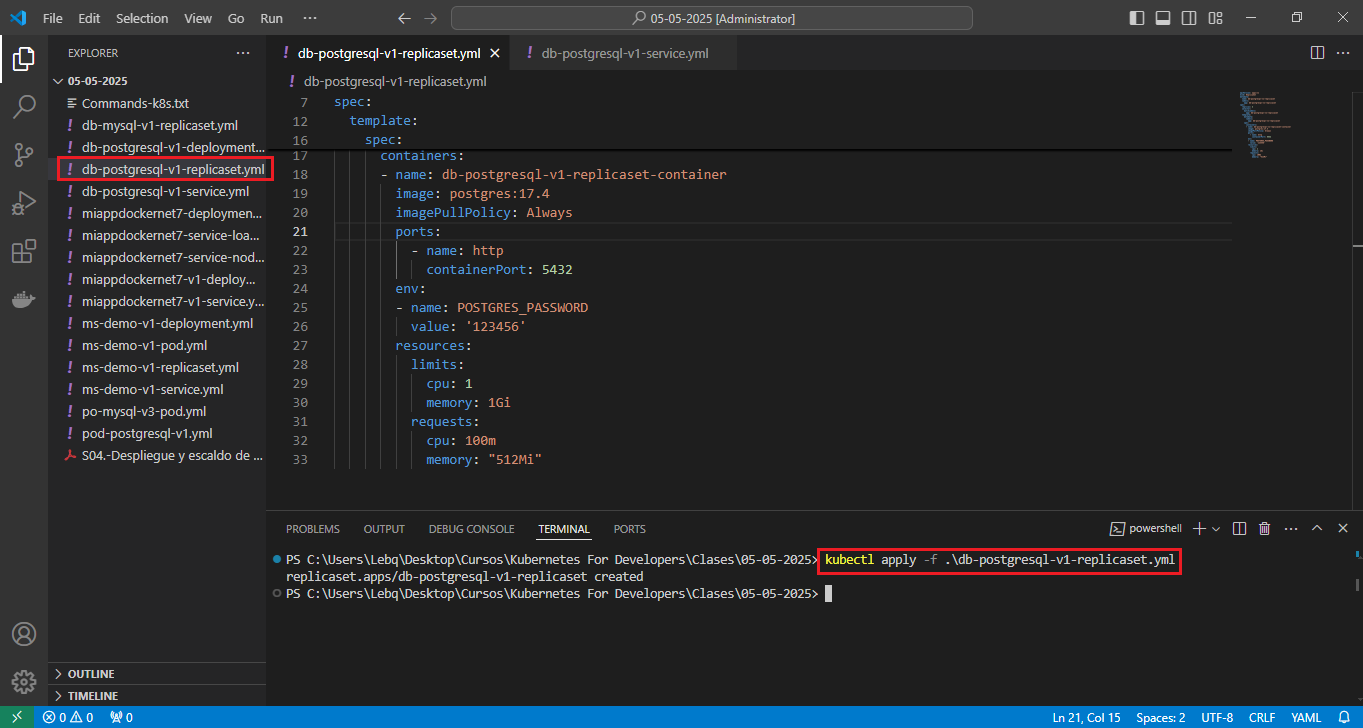 File Edit Selection View Go Run ···
05-05-2025 [Administrator]
EXPLORER ···
05-05-2025
Commands-k8s.txt
! db-mysql-v1-replicaset.yml
! db-postgresql-v1-deployment...
! db-postgresql-v1-replicaset.yml
! db-postgresql-v1-service.yml
! miappdockernet7-deploymen...
! miappdockernet7-service-loa...
! miappdockernet7-service-nod...
! miappdockernet7-v1-deploy...
! miappdockernet7-v1-service.y...
! ms-demo-v1-deployment.yml
! ms-demo-v1-pod.yml
! ms-demo-v1-replicaset.yml
! ms-demo-v1-service.yml
! po-mysql-v3-pod.yml
! pod-postgresql-v1.yml
S04.-Despliegue y escaldo de ...
OUTLINE
TIMELINE
! db-postgresql-v1-replicaset.yml ! db-postgresql-v1-service.yml ···
! db-postgresql-v1-replicaset.yml
7 spec:
12 template:
16 spec:
17 containers:
18 - name: db-postgresql-v1-replicaset-container
19 image: postgres:17.4
20 imagePullPolicy: Always
21 ports:
22 - name: http
23 containerPort: 5432
24 env:
25 - name: POSTGRES_PASSWORD
26 value: '123456'
27 resources:
28 limits:
29 cpu: 1
30 memory: 1Gi
31 requests:
32 cpu: 100m
33 memory: "512Mi"
PROBLEMS OUTPUT DEBUG CONSOLE TERMINAL PORTS powershell ···
PS C:\Users\Lebq\Desktop\Cursos\Kubernetes For Developers\Clases\05-05-2025> kubectl apply -f .\db-postgresql-v1-replicaset.yml
replicaset.apps/db-postgresql-v1-replicaset created
PS C:\Users\Lebq\Desktop\Cursos\Kubernetes For Developers\Clases\05-05-2025>
0 0 0 Ln 21, Col 15 Spaces: 2 UTF-8 CRLF YAML